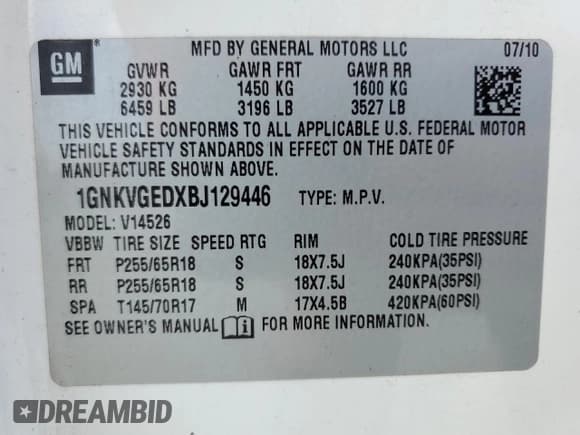 GM
MFD BY GENERAL MOTORS LLC 07/10
GVWR GAWR FRT GAWR RR
2930 KG 1450 KG 1600 KG
6459 LB 3196 LB 3527 LB
THIS VEHICLE CONFORMS TO ALL APPLICABLE U.S. FEDERAL MOTOR
VEHICLE SAFETY STANDARDS IN EFFECT ON THE DATE OF
MANUFACTURE SHOWN ABOVE.
1GNKVGEDXBJ129446 TYPE: M.P.V.
MODEL: V14526
VBBW TIRE SIZE SPEED RTG RIM COLD TIRE PRESSURE
FRT P255/65R18 S 18X7.5J 240KPA(35PSI)
RR P255/65R18 S 18X7.5J 240KPA(35PSI)
SPA T145/70R17 M 17X4.5B 420KPA(60PSI)
SEE OWNER'S MANUAL FOR MORE INFORMATION.
DREAMBID